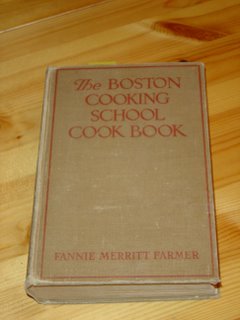 The BOSTON
COOKING
SCHOOL
COOK BOOK
FANNIE MERRITT FARMER